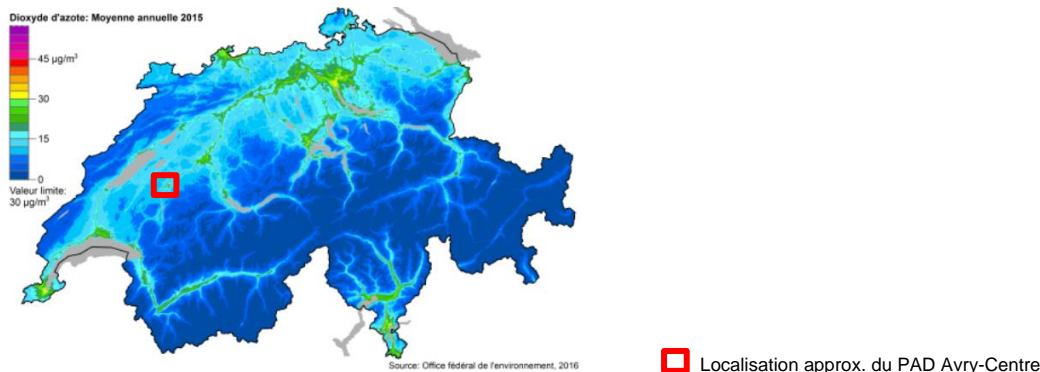 Dioxyde d'azote: Moyenne annuelle 2015
45 µg/m³
30
15
0
Valeur limite:
30 µg/m³
Source: Office fédéral de l'environnement, 2016
Localisation approx. du PAD Avry-Centre